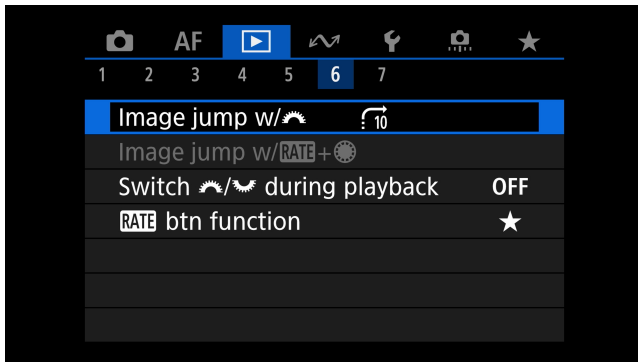 AF
1 2 3 4 5 6 7
Image jump w/ 10
Image jump w/RATE+
Switch / during playback OFF
RATE btn function